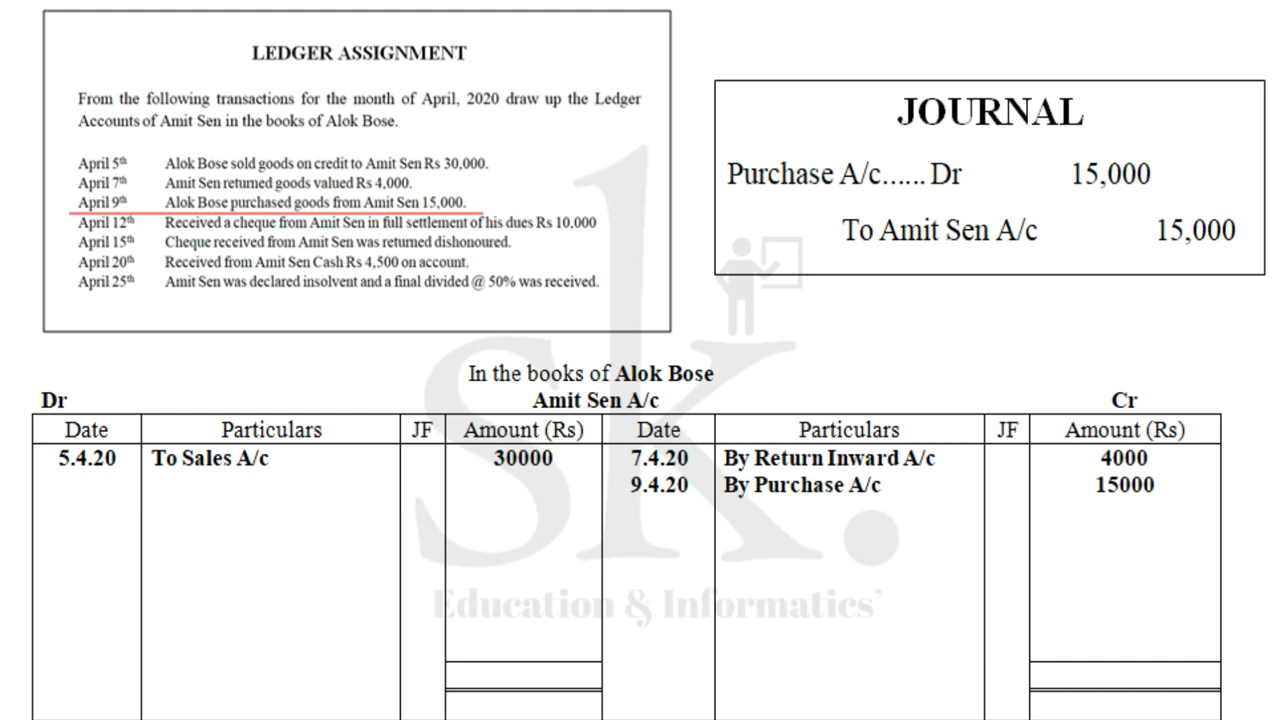 LEDGER ASSIGNMENT
From the following transactions for the month of April, 2020 draw up the Ledger
Accounts of Amit Sen in the books of Alok Bose.
April 5th Alok Bose sold goods on credit to Amit Sen Rs 30,000.
April 7th Amit Sen returned goods valued Rs 4,000.
April 9th Alok Bose purchased goods from Amit Sen 15,000.
April 12th Received a cheque from Amit Sen in full settlement of his dues Rs 10,000
April 15th Cheque received from Amit Sen was returned dishonoured.
April 20th Received from Amit Sen Cash Rs 4,500 on account.
April 25th Amit Sen was declared insolvent and a final divided @ 50% was received.
JOURNAL
Purchase A/c...... Dr 15,000
To Amit Sen A/c 15,000
In the books of Alok Bose
Dr Amit Sen A/c Cr
Date Particulars JF Amount (Rs) Date Particulars JF Amount (Rs)
5.4.20 To Sales A/c 30000 7.4.20 By Return Inward A/c 4000
9.4.20 By Purchase A/c 15000
sk.
Education & Informatics'